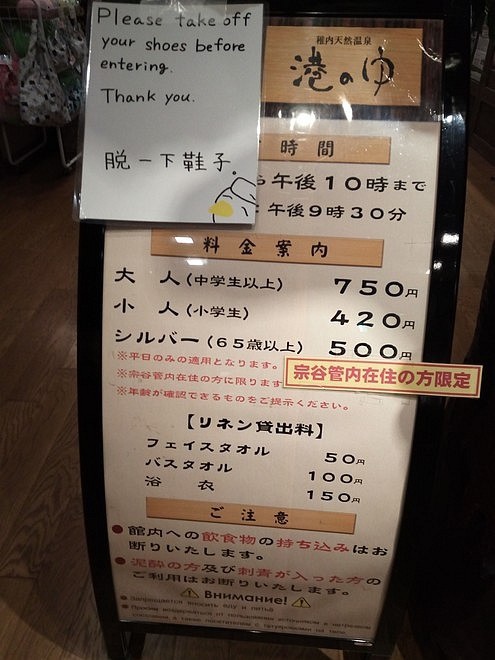 Please take off
your shoes before
entering.
Thank you.
脱一下鞋子。
稚内天然温泉
港のゆ
時間
午後10時まで
午後9時30分
料金案内
大人(中学生以上) 750円
小人(小学生) 420円
シルバー(65歳以上) 500円
※平日のみの適用となります。
※宗谷管内在住の方に限ります
宗谷管内在住の方限定
※年齢が確認できるものをご提示ください。
【リネン貸出料】
フェイスタオル 50円
バスタオル 100円
浴衣 150円
ご注意
●館内への飲食物の持ち込みはお
断りいたします。
●泥酔の方及び刺青が入った方の
ご利用はお断りいたします。
Внимание!
● Запрещается вносить еду и питьё
● Просим воздержаться от пользования